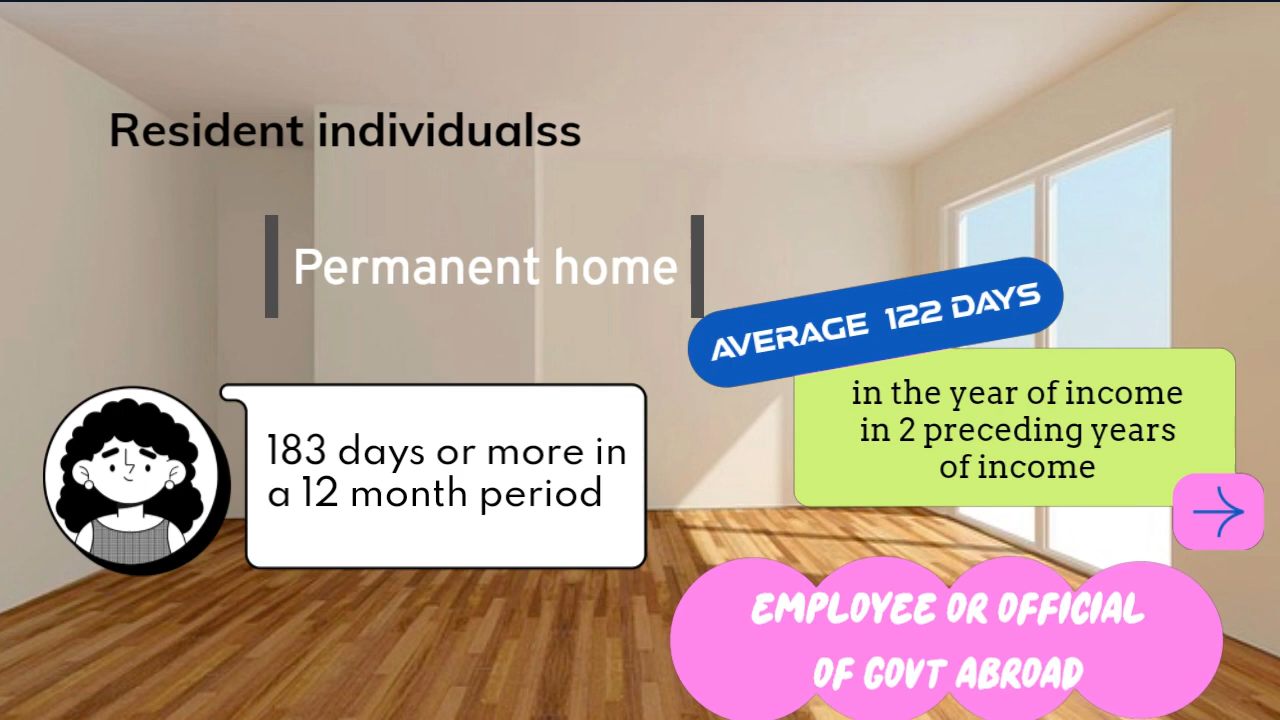 Resident individualss
Permanent home
AVERAGE 122 DAYS
in the year of income
in 2 preceding years
of income
183 days or more in
a 12 month period
EMPLOYEE OR OFFICIAL
OF GOVT ABROAD